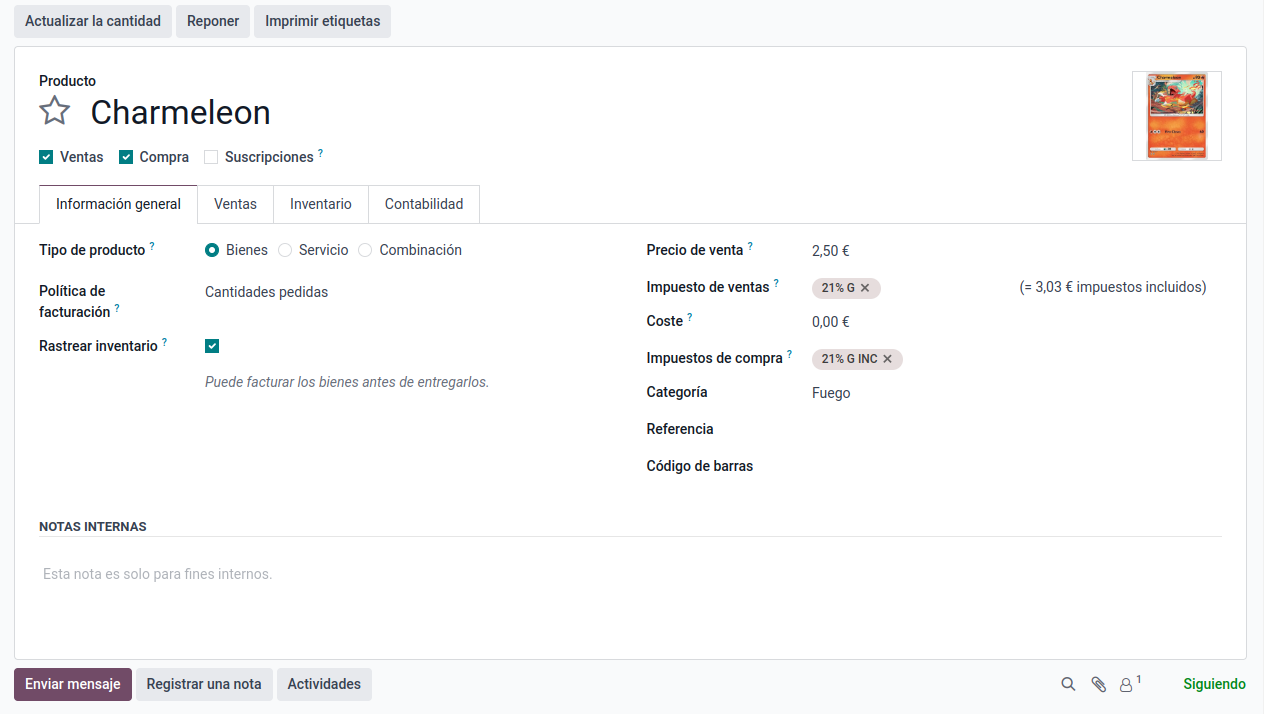 Actualizar la cantidad Reponer Imprimir etiquetas
Producto
Charmeleon
Ventas Compra Suscripciones ?
Información general Ventas Inventario Contabilidad
Tipo de producto ? Bienes Servicio Combinación
Política de
facturación ? Cantidades pedidas
Rastrear inventario ?
Puede facturar los bienes antes de entregarlos.
Precio de venta ? 2,50 €
Impuesto de ventas ? 21% G ✕ (= 3,03 € impuestos incluidos)
Coste ? 0,00 €
Impuestos de compra ? 21% G INC ✕
Categoría Fuego
Referencia
Código de barras
NOTAS INTERNAS
Esta nota es solo para fines internos.
Enviar mensaje Registrar una nota Actividades 1 Siguiendo